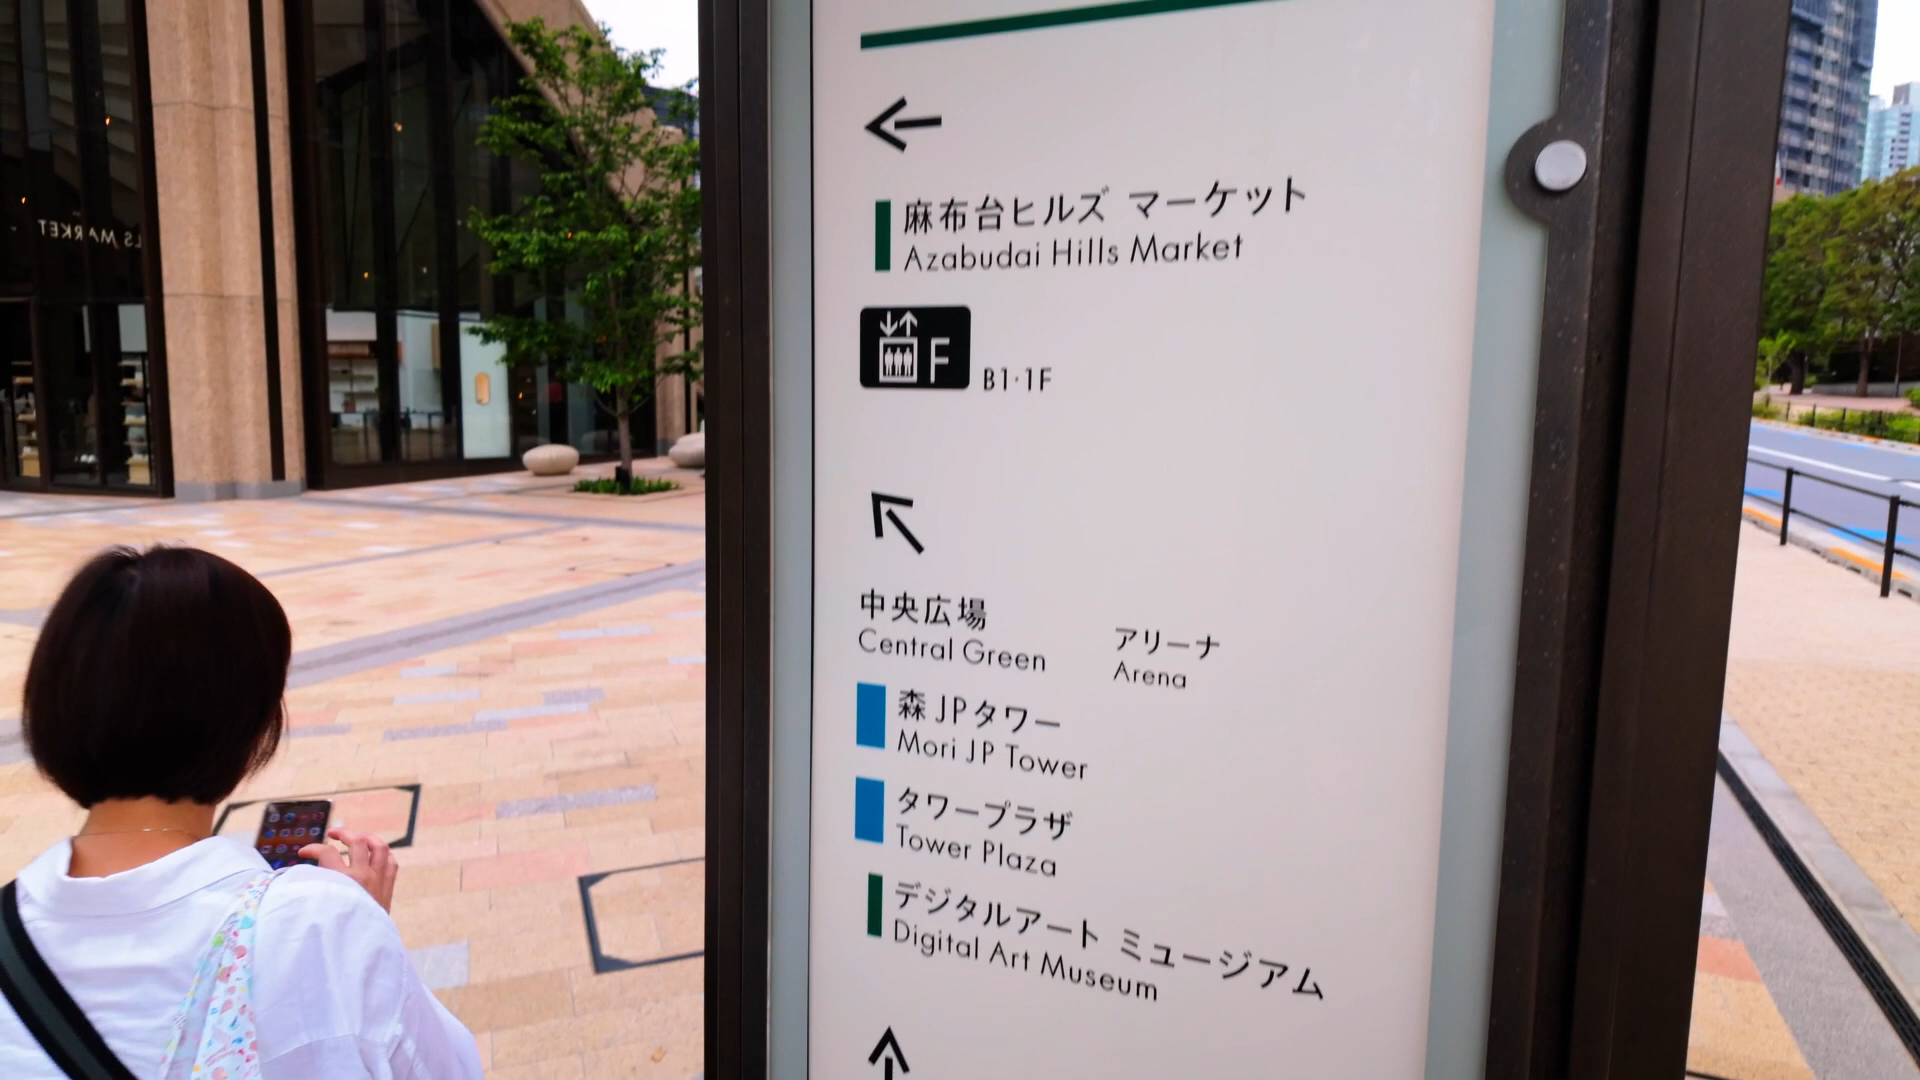 LS MARKET
麻布台ヒルズ マーケット
Azabudai Hills Market
F B1·1F
中央広場
Central Green
アリーナ
Arena
森JPタワー
Mori JP Tower
タワープラザ
Tower Plaza
デジタルアート ミュージアム
Digital Art Museum